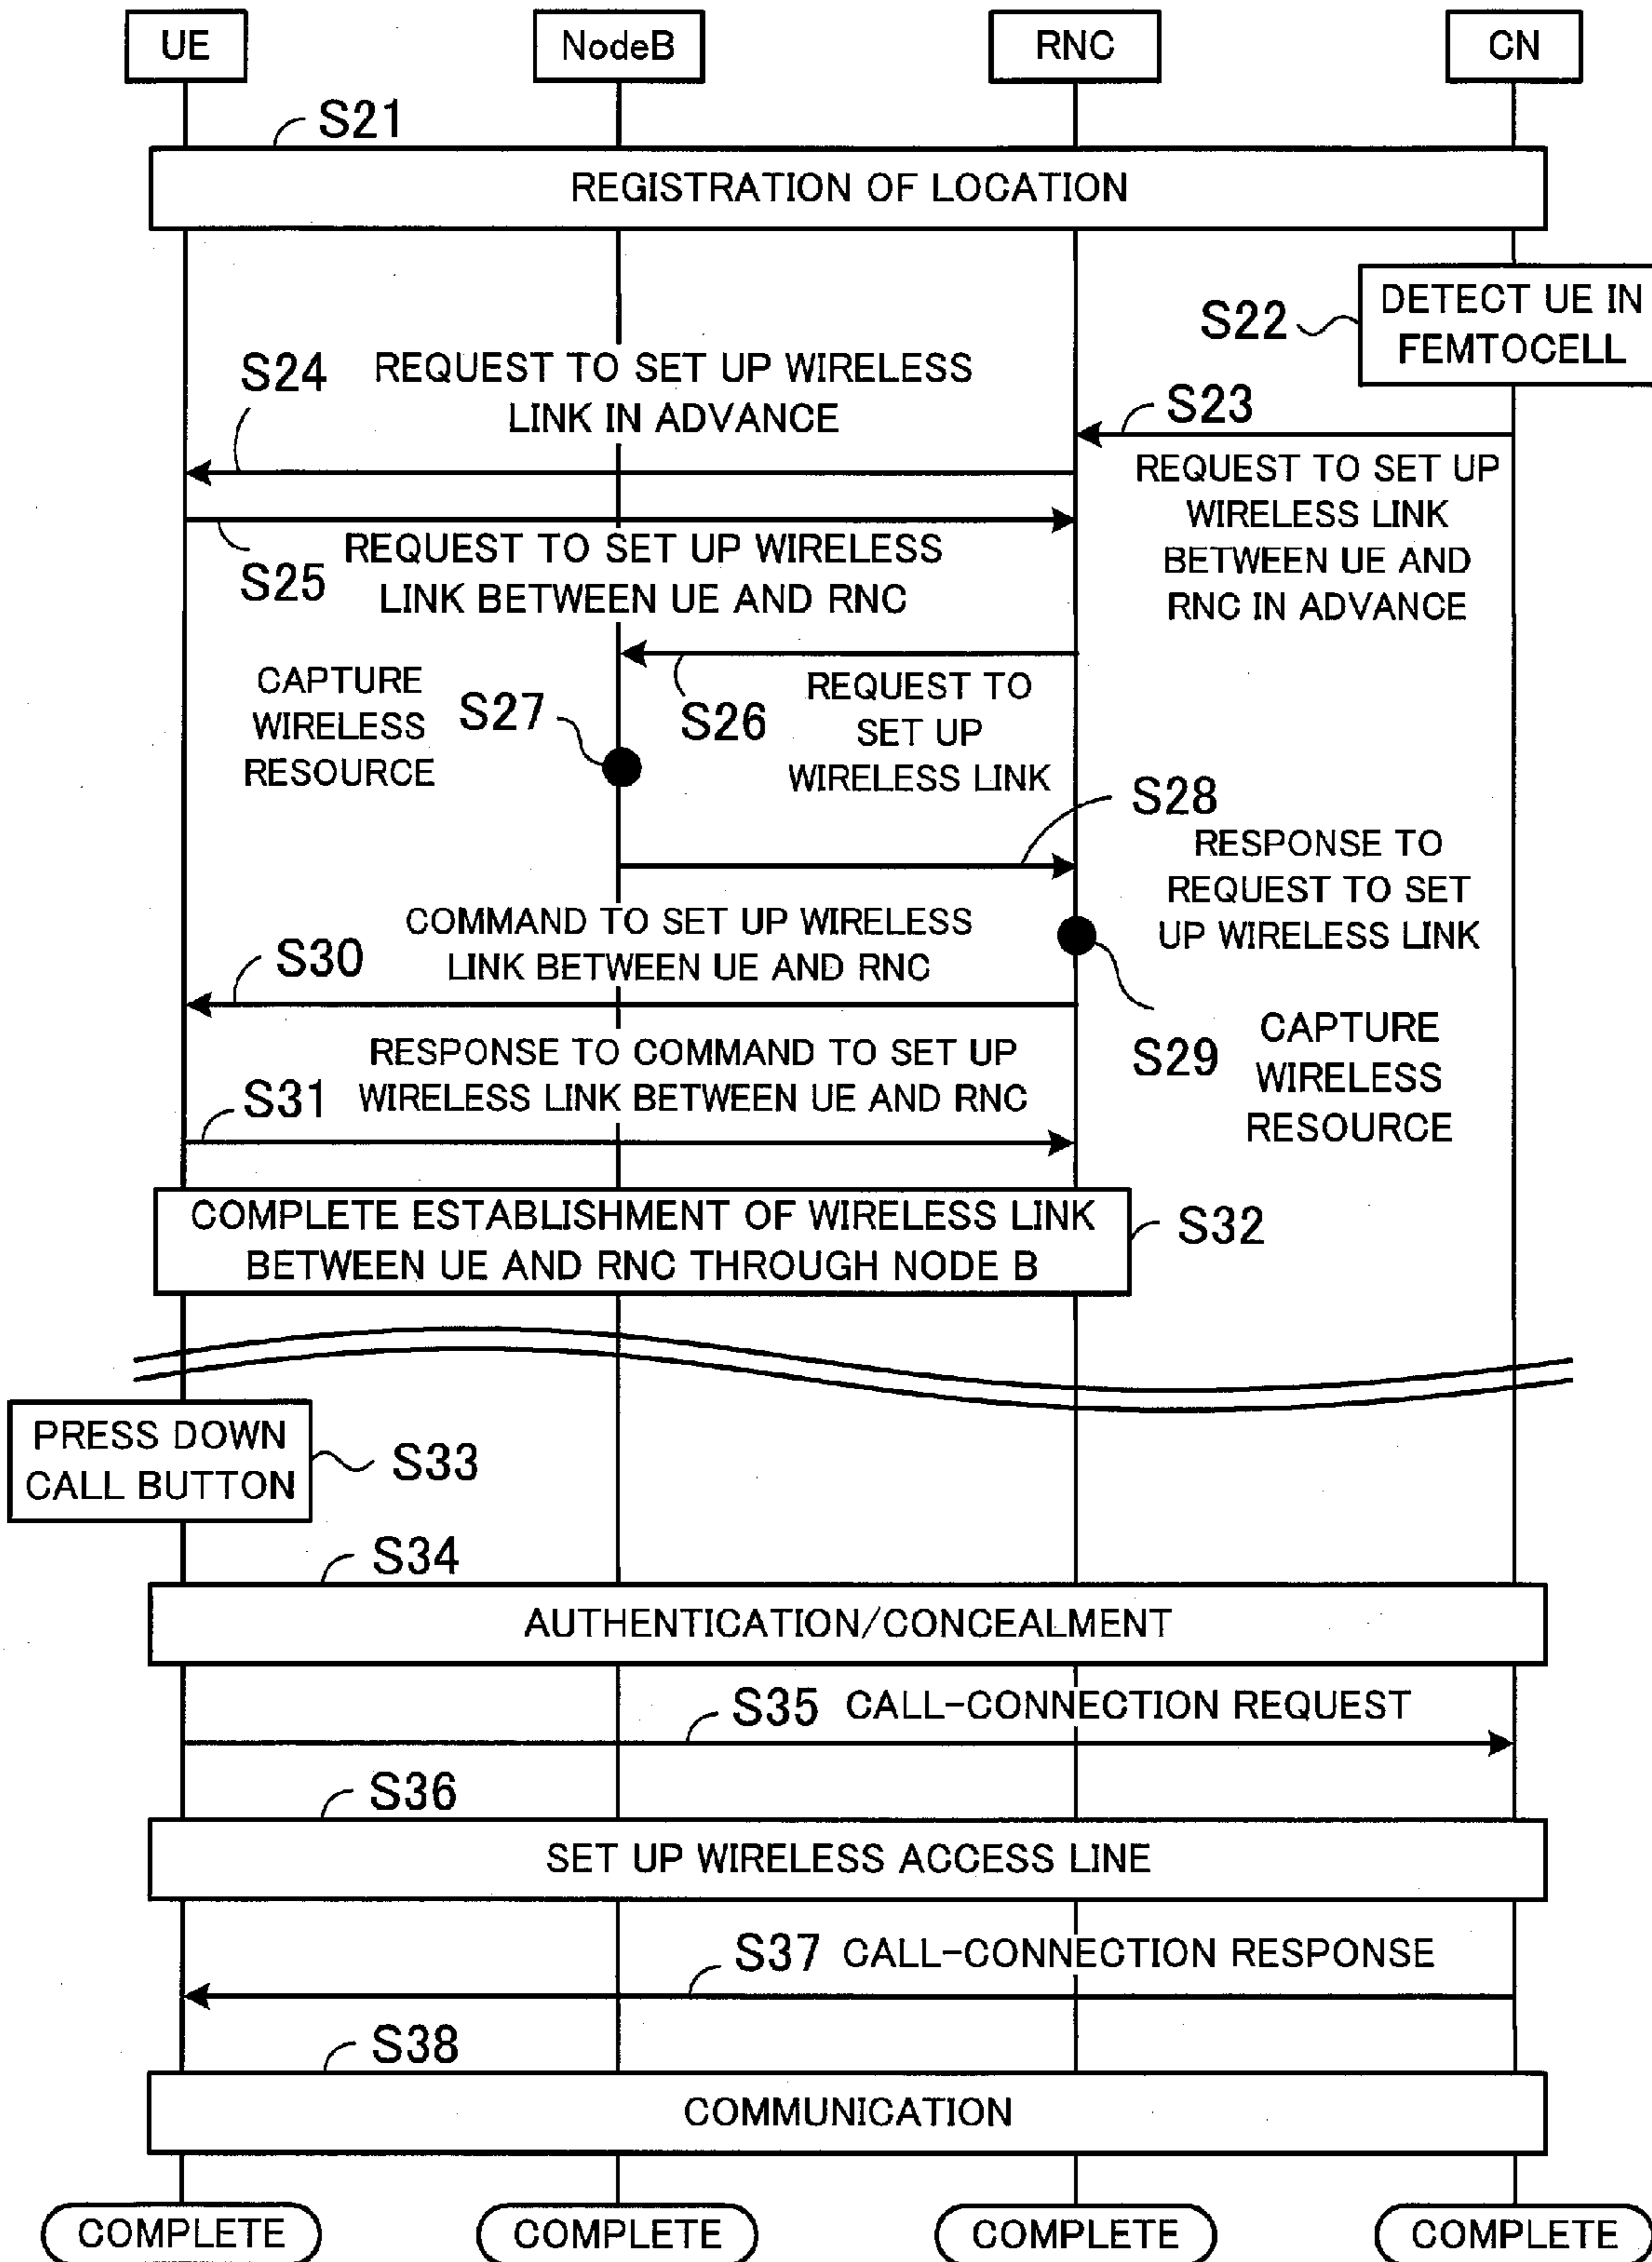 UE
NodeB
RNC
CN
S21
REGISTRATION OF LOCATION
S22
DETECT UE IN
FEMTOCELL
S24
REQUEST TO SET UP WIRELESS
LINK IN ADVANCE
S23
REQUEST TO SET UP
WIRELESS LINK
BETWEEN UE AND
RNC IN ADVANCE
S25
REQUEST TO SET UP WIRELESS
LINK BETWEEN UE AND RNC
CAPTURE
WIRELESS
RESOURCE
S27
S26
REQUEST TO
SET UP
WIRELESS LINK
S28
RESPONSE TO
REQUEST TO SET
UP WIRELESS LINK
COMMAND TO SET UP WIRELESS
LINK BETWEEN UE AND RNC
S30
S29
CAPTURE
WIRELESS
RESOURCE
RESPONSE TO COMMAND TO SET UP
WIRELESS LINK BETWEEN UE AND RNC
S31
COMPLETE ESTABLISHMENT OF WIRELESS LINK
BETWEEN UE AND RNC THROUGH NODE B
S32
PRESS DOWN
CALL BUTTON
S33
S34
AUTHENTICATION/CONCEALMENT
S35 CALL-CONNECTION REQUEST
S36
SET UP WIRELESS ACCESS LINE
S37 CALL-CONNECTION RESPONSE
S38
COMMUNICATION
COMPLETE
COMPLETE
COMPLETE
COMPLETE